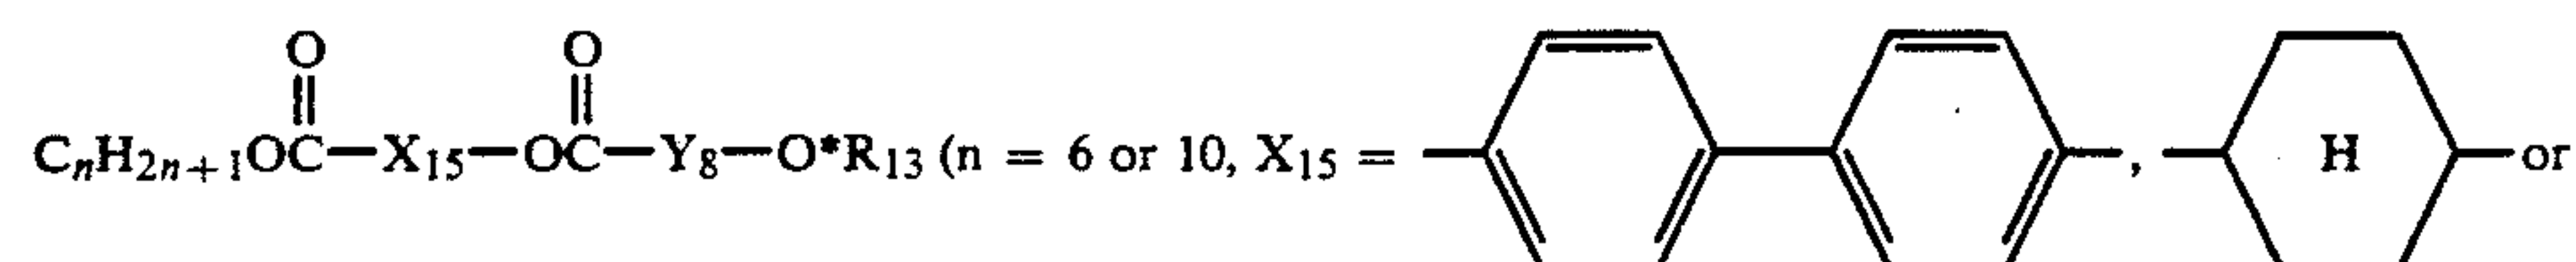 O O
CₙH₂ₙ₊₁OC—X₁₅—OC—Y₈—O*R₁₃ (n = 6 or 10, X₁₅ = , H or